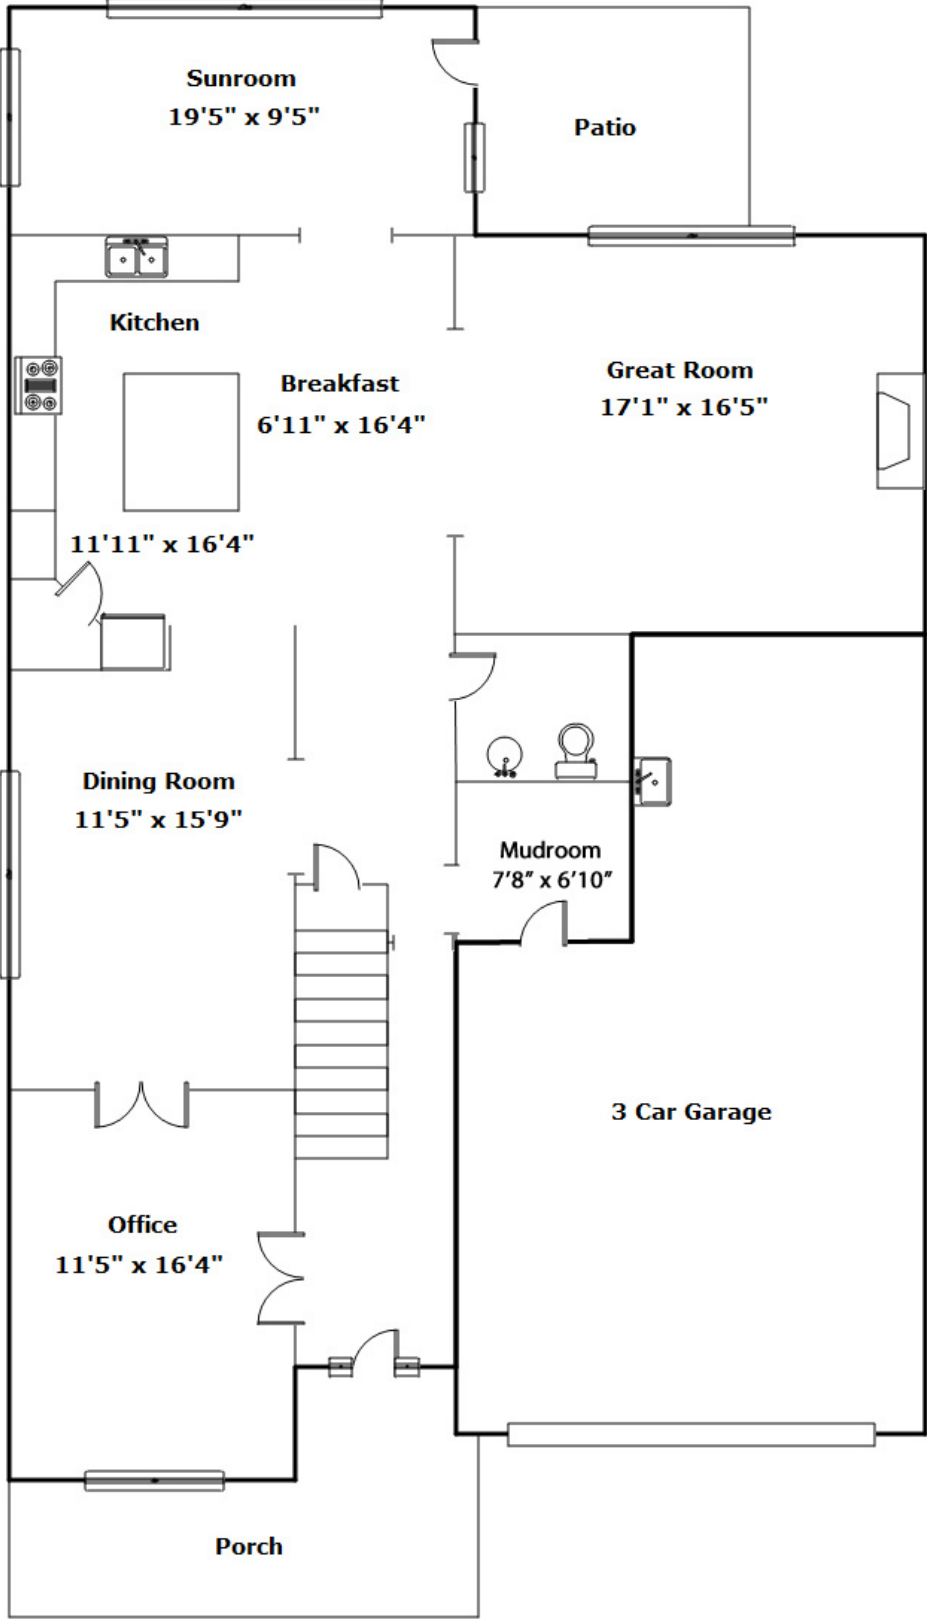 Sunroom
19'5" x 9'5"
Patio
Kitchen
Breakfast
6'11" x 16'4"
Great Room
17'1" x 16'5"
11'11" x 16'4"
Dining Room
11'5" x 15'9"
Mudroom
7'8" x 6'10"
3 Car Garage
Office
11'5" x 16'4"
Porch